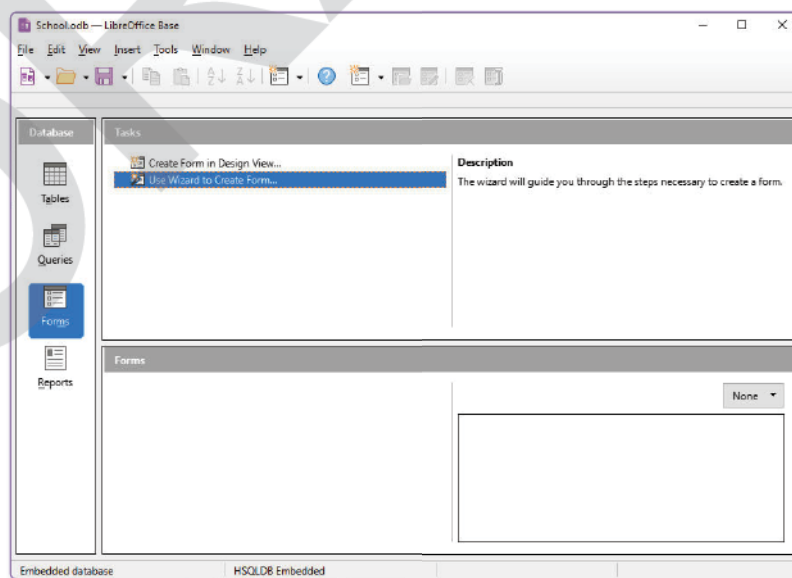 School.odb — LibreOffice Base
File Edit View Insert Tools Window Help
Database
Tasks
Tables
Queries
Forms
Reports
Create Form in Design View...
Use Wizard to Create Form...
Description
The wizard will guide you through the steps necessary to create a form.
Forms
None
Embedded database
HSQLDB Embedded